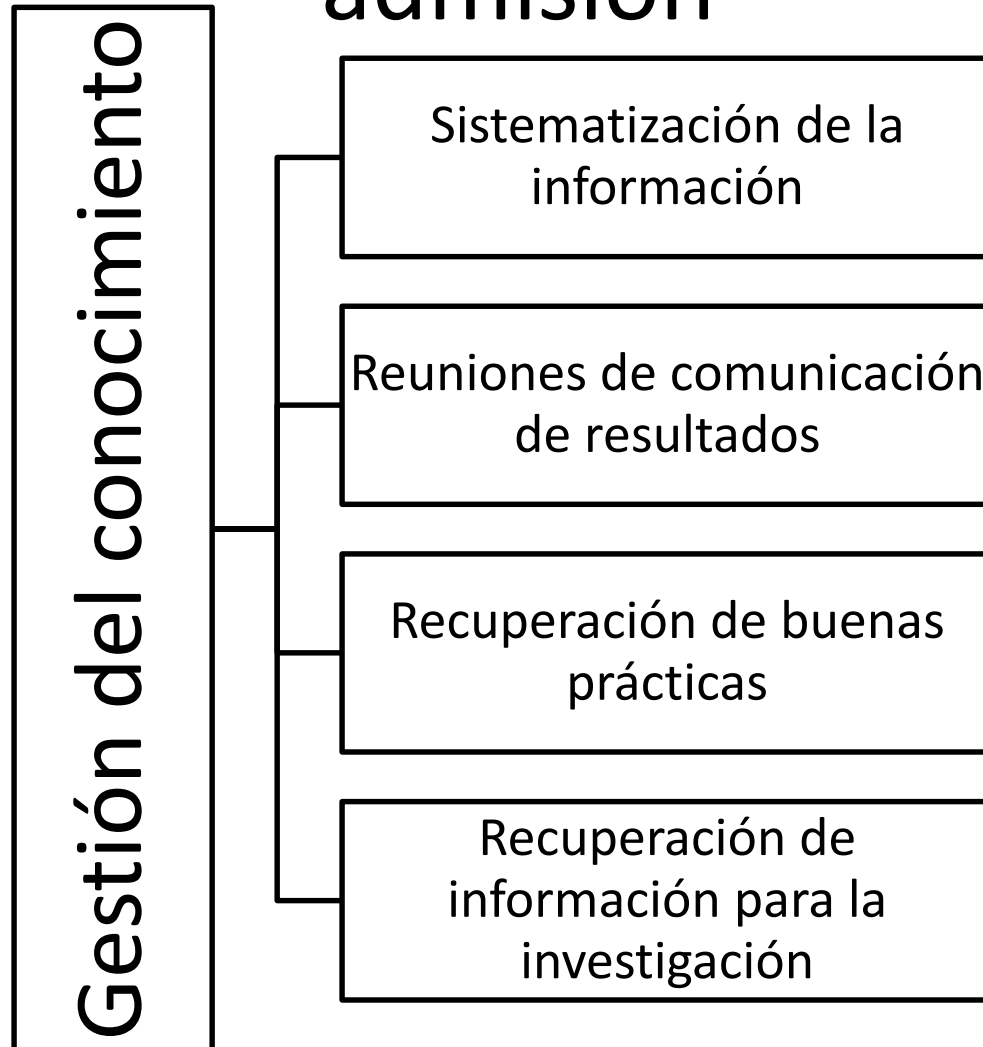 admisión
Gestión del conocimiento
Sistematización de la
información
Reuniones de comunicación
de resultados
Recuperación de buenas
prácticas
Recuperación de
información para la
investigación